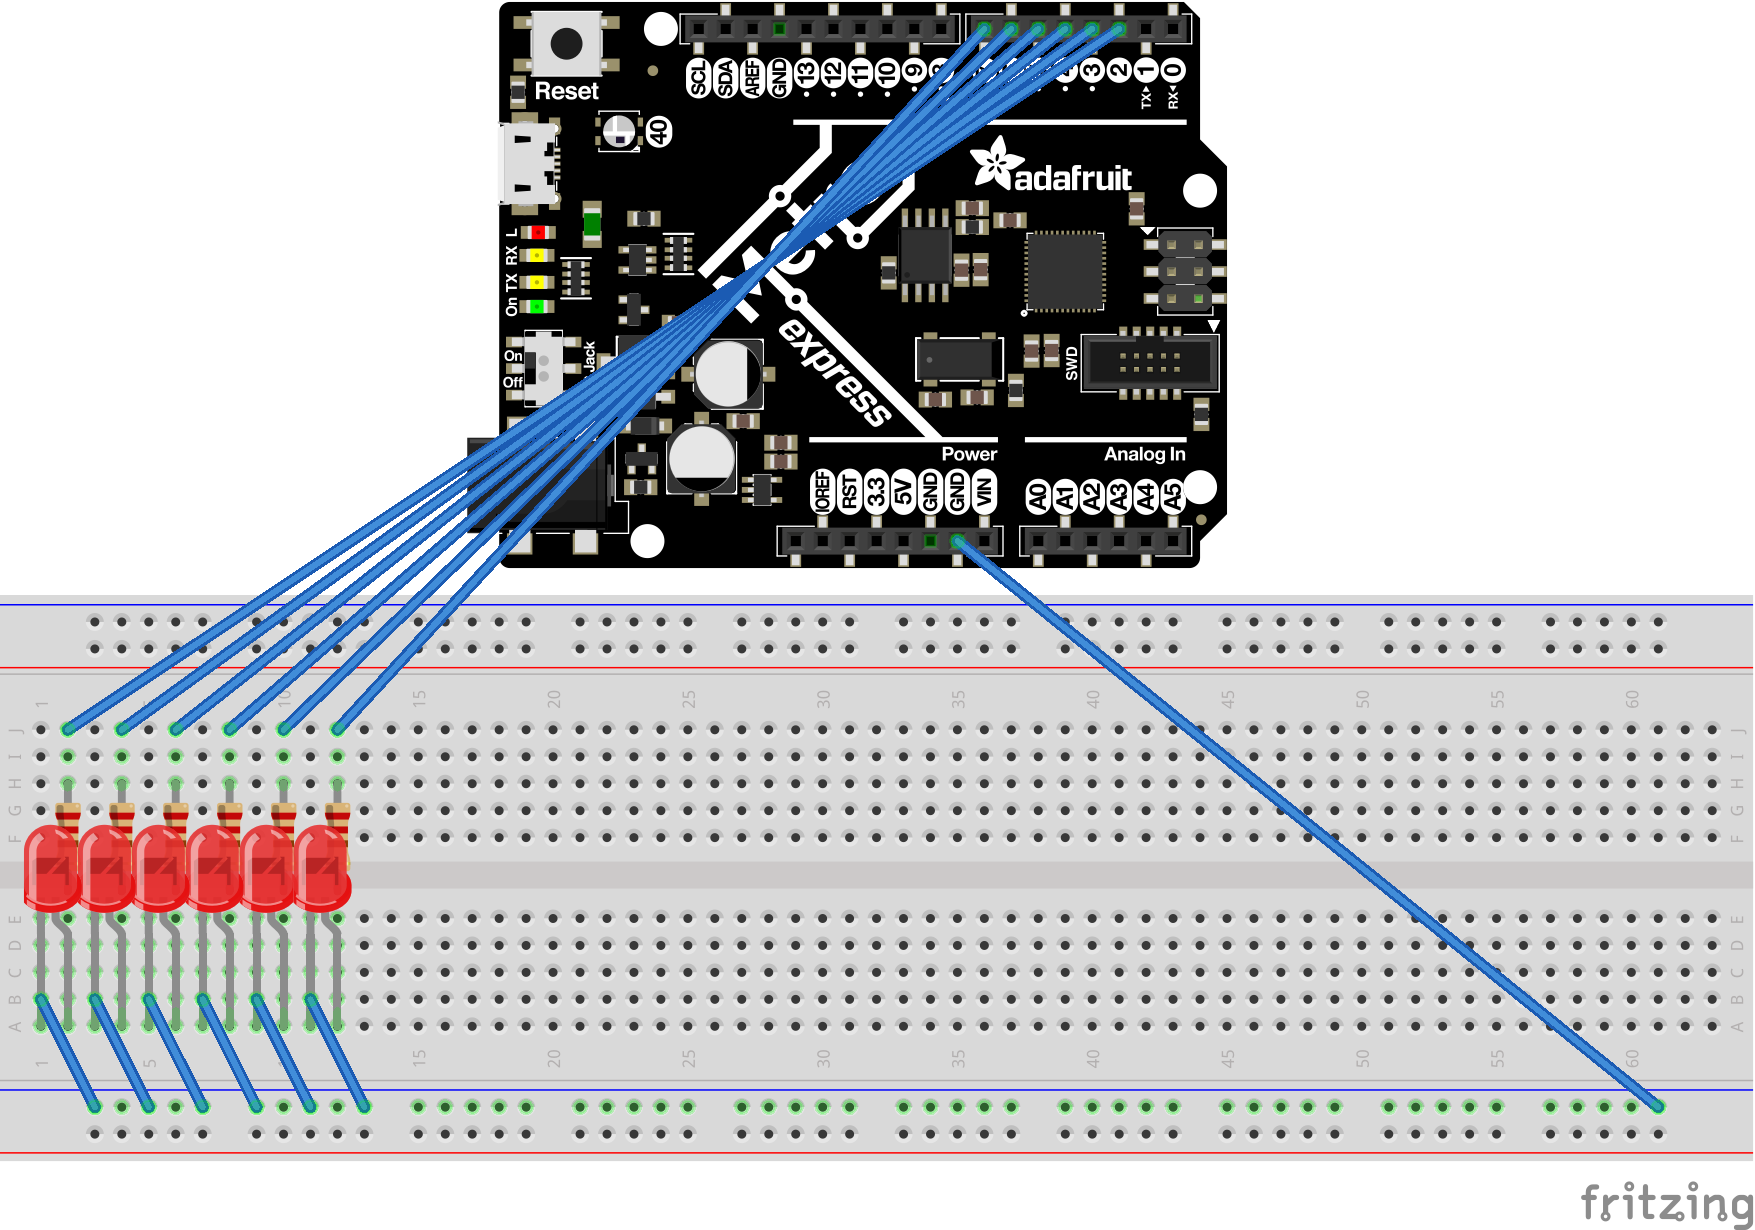 SCL SDA AREF GND 13 12 11 10 9 3 2 1 0
TX RX
Reset
40
adafruit
L
RX
TX
On
On
Off
Jack
express
SWD
Power
Analog In
IOREF RST 3.3 5V GND GND VIN A0 A1 A2 A3 A4 A5
1 10 15 20 25 30 35 40 45 50 55 60
J J
I I
H H
G G
F F
E E
D D
C C
B B
A A
1 5 15 20 25 30 35 40 45 50 55 60
fritzing